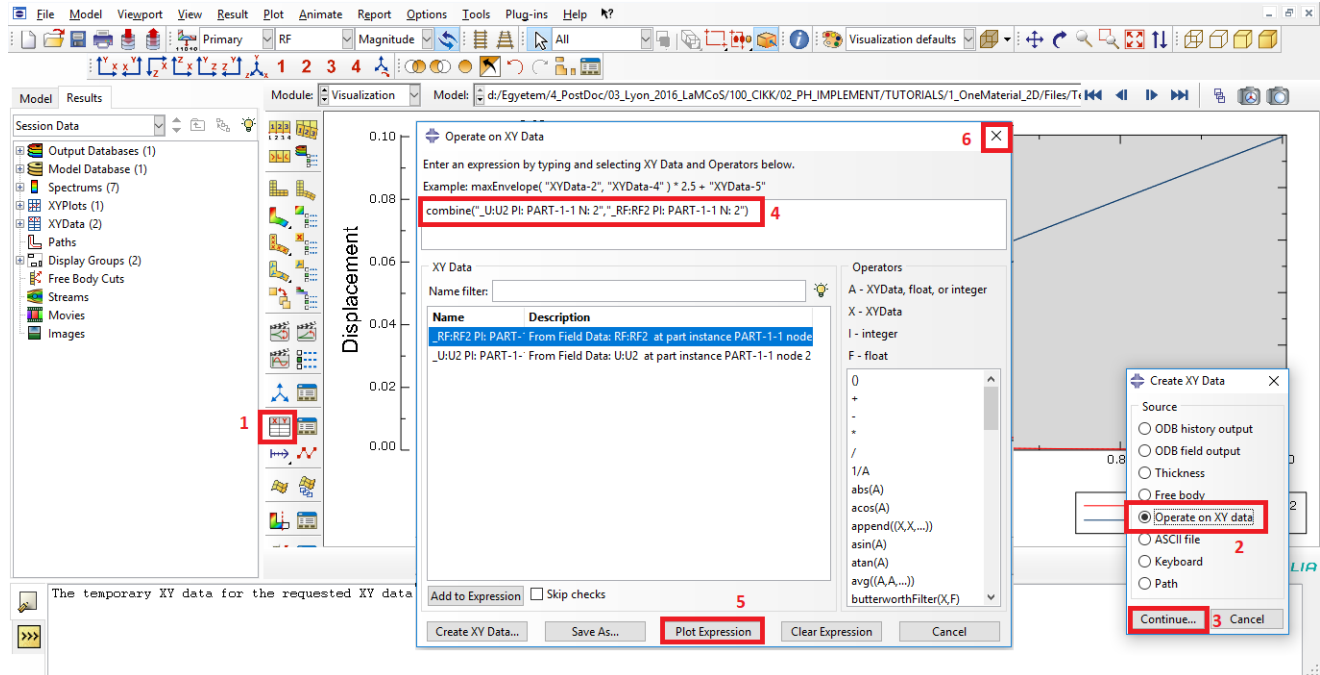 File Model Viewport View Result Plot Animate Report Options Tools Plug-ins Help
Primary RF Magnitude All Visualization defaults
1 2 3 4
Model Results Module: Visualization Model: d:/Egyetem/4_PostDoc/03_Lyon_2016_LaMCoS/100_CIKK/02_PH_IMPLEMENT/TUTORIALS/1_OneMaterial_2D/Files/Te
Session Data
Output Databases (1)
Model Database (1)
Spectrums (7)
XYPlots (1)
XYData (2)
Paths
Display Groups (2)
Free Body Cuts
Streams
Movies
Images
1
0.10
0.08
0.06
0.04
0.02
0.00
Displacement
Operate on XY Data
6
Enter an expression by typing and selecting XY Data and Operators below.
Example: maxEnvelope( "XYData-2", "XYData-4" ) * 2.5 + "XYData-5"
combine("_U:U2 PI: PART-1-1 N: 2","_RF:RF2 PI: PART-1-1 N: 2")
4
XY Data
Name filter:
Name Description
_RF:RF2 PI: PART-1 From Field Data: RF:RF2 at part instance PART-1-1 node
_U:U2 PI: PART-1-1 From Field Data: U:U2 at part instance PART-1-1 node 2
Add to Expression Skip checks
5
Operators
A - XYData, float, or integer
X - XYData
I - integer
F - float
()
+
-
*
/
1/A
abs(A)
acos(A)
append((X,X,...))
asin(A)
atan(A)
avg((A,A,...))
butterworthFilter(X,F)
Create XY Data... Save As... Plot Expression Clear Expression Cancel
0.8
2
Create XY Data
Source
ODB history output
ODB field output
Thickness
Free body
Operate on XY data
2
ASCII file
Keyboard
Path
Continue... 3 Cancel
LIA
The temporary XY data for the requested XY data
>>>